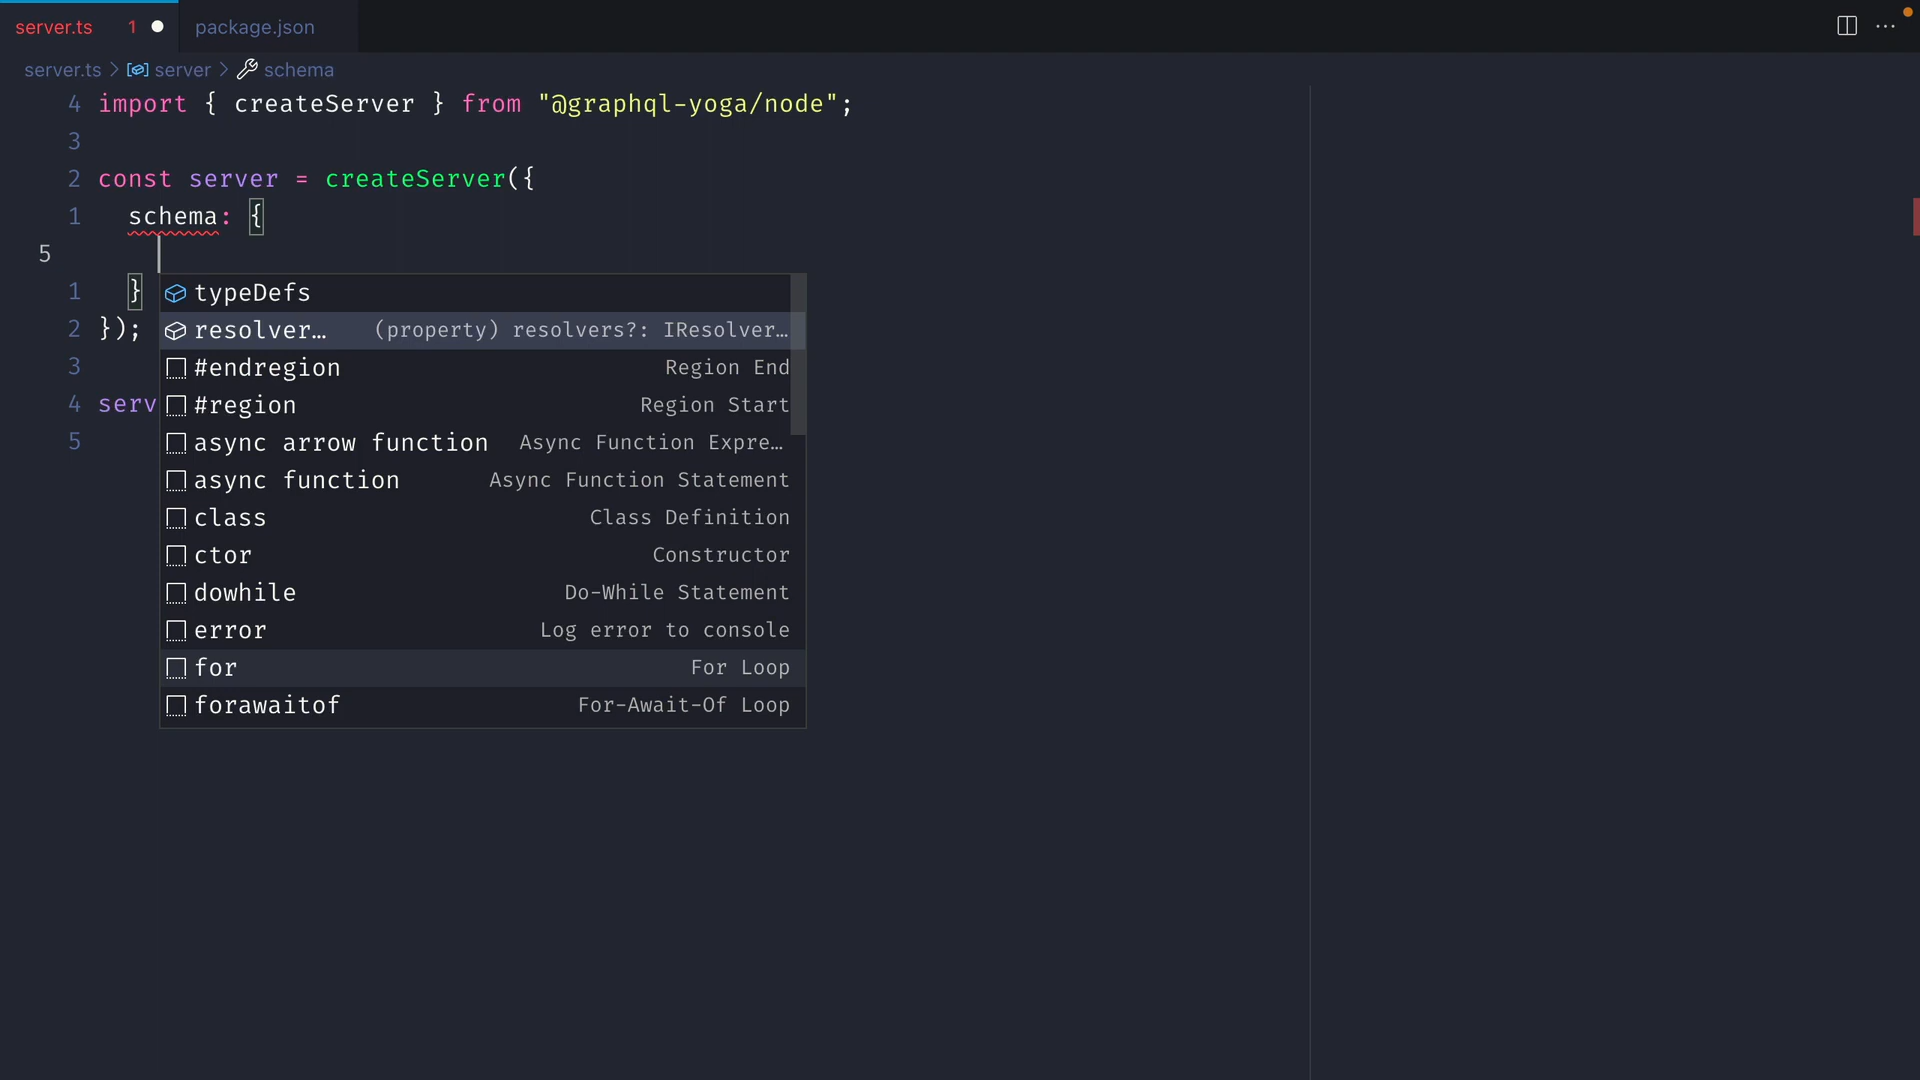 server.ts 1 package.json
server.ts > server > schema
4 import { createServer } from "@graphql-yoga/node";
3
2 const server = createServer({
1 schema: {
5
1 }
2 });
3
4 serv
5
typeDefs
resolver… (property) resolvers?: IResolver…
#endregion Region End
#region Region Start
async arrow function Async Function Expre…
async function Async Function Statement
class Class Definition
ctor Constructor
dowhile Do-While Statement
error Log error to console
for For Loop
forawaitof For-Await-Of Loop